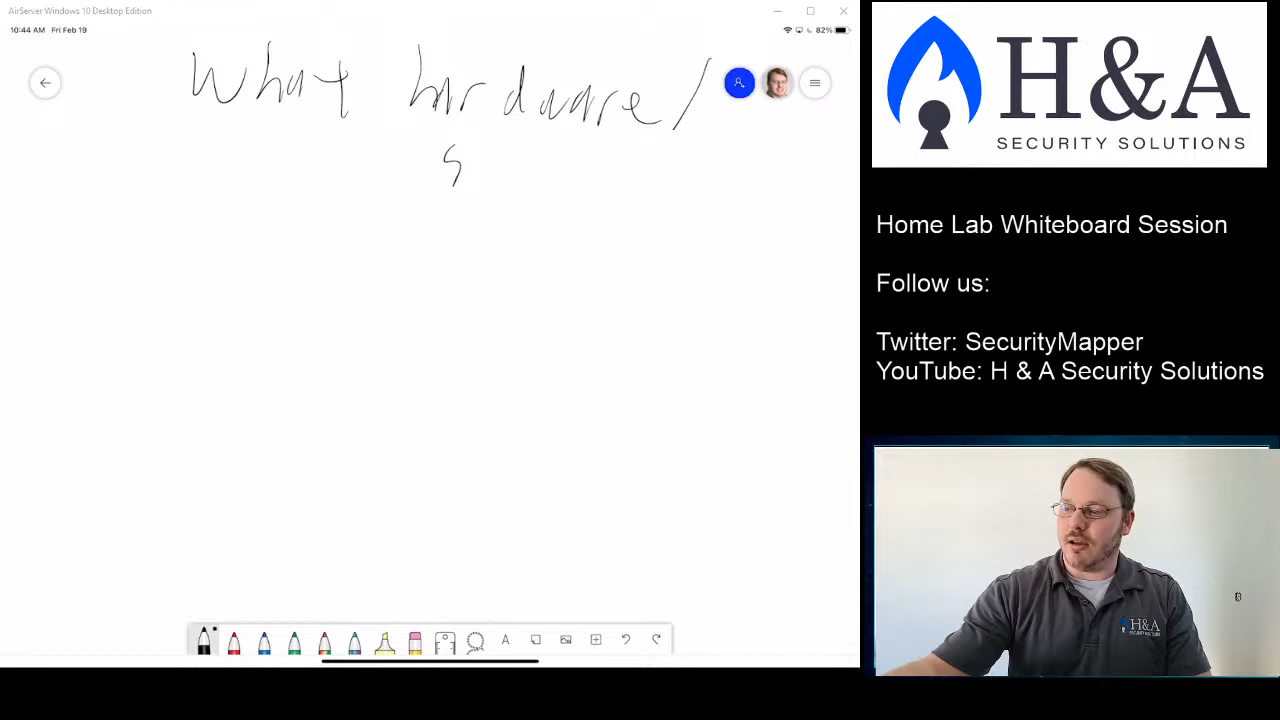 AirServer Windows 10 Desktop Edition
10:44 AM Fri Feb 19
82%
What hardware/
s
A
H&A
SECURITY SOLUTIONS
Home Lab Whiteboard Session
Follow us:
Twitter: SecurityMapper
YouTube: H & A Security Solutions
H&A